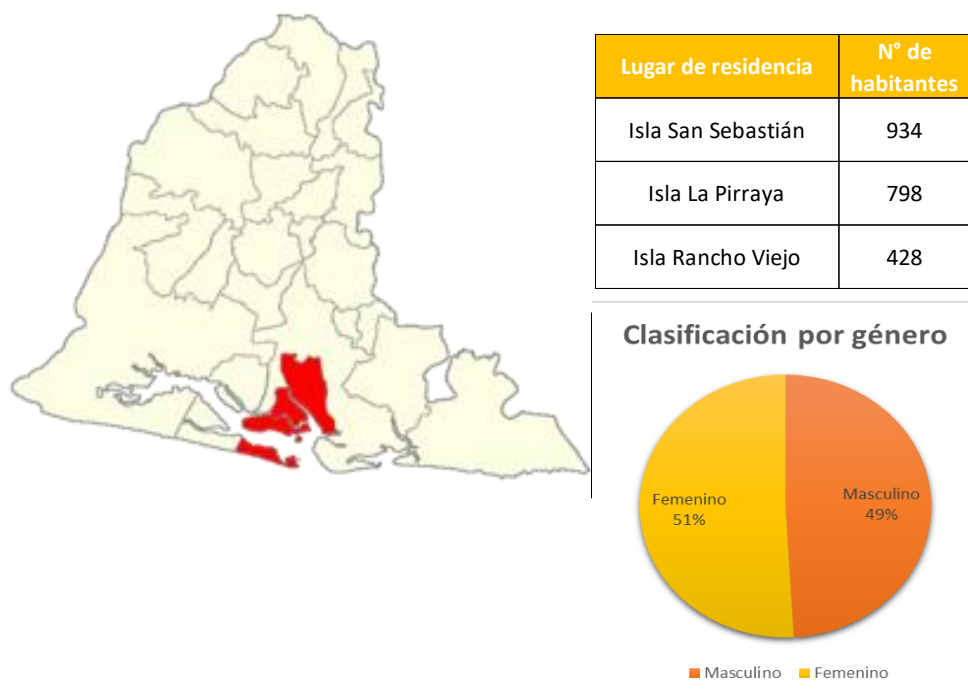 Lugar de residencia
N° de
habitantes
Isla San Sebastián
934
Isla La Pirraya
798
Isla Rancho Viejo
428
Clasificación por género
Femenino
51%
Masculino
49%
Masculino
Femenino